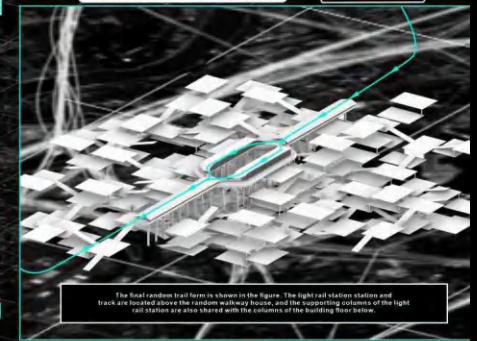 The final random trail form is shown in the figure. The light rail station station and
track are located above the random walkway house, and the supporting columns of the light
rail station are also shared with the columns of the building floor below.